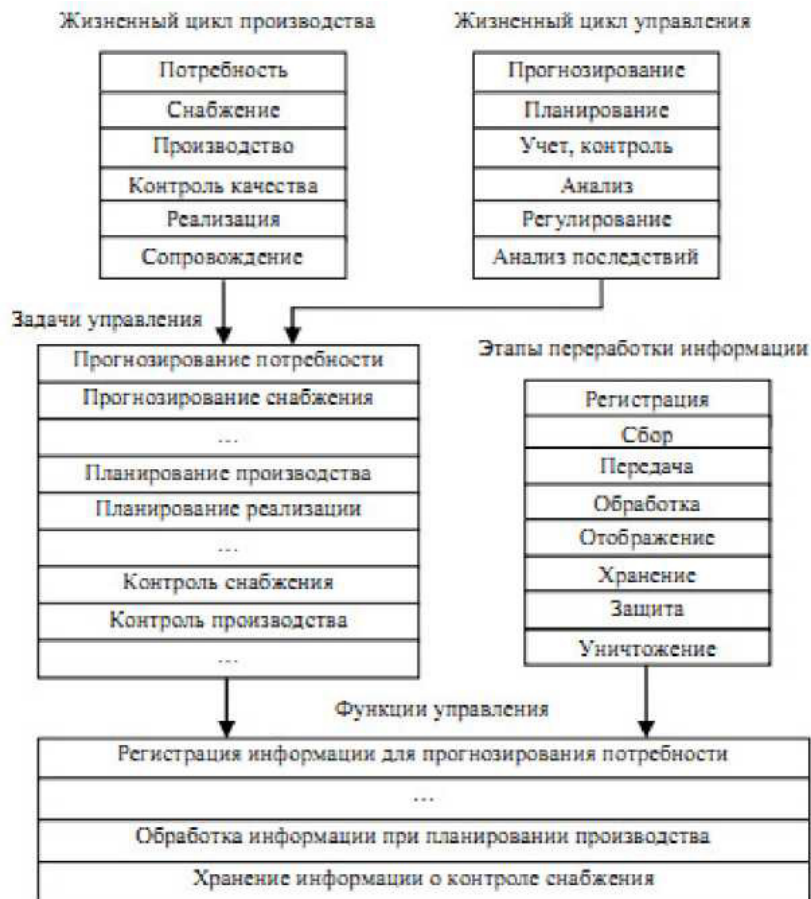 Жизненный цикл производства
Потребность
Снабжение
Производство
Контроль качества
Реализация
Сопровождение
Жизненный цикл управления
Прогнозирование
Планирование
Учет, контроль
Анализ
Регулирование
Анализ последствий
Задачи управления
Прогнозирование потребности
Прогнозирование снабжения
...
Планирование производства
Планирование реализации
...
Контроль снабжения
Контроль производства
...
Этапы переработки информации
Регистрация
Сбор
Передача
Обработка
Отображение
Хранение
Защита
Уничтожение
Функции управления
Регистрация информации для прогнозирования потребности
...
Обработка информации при планировании производства
Хранение информации о контроле снабжения